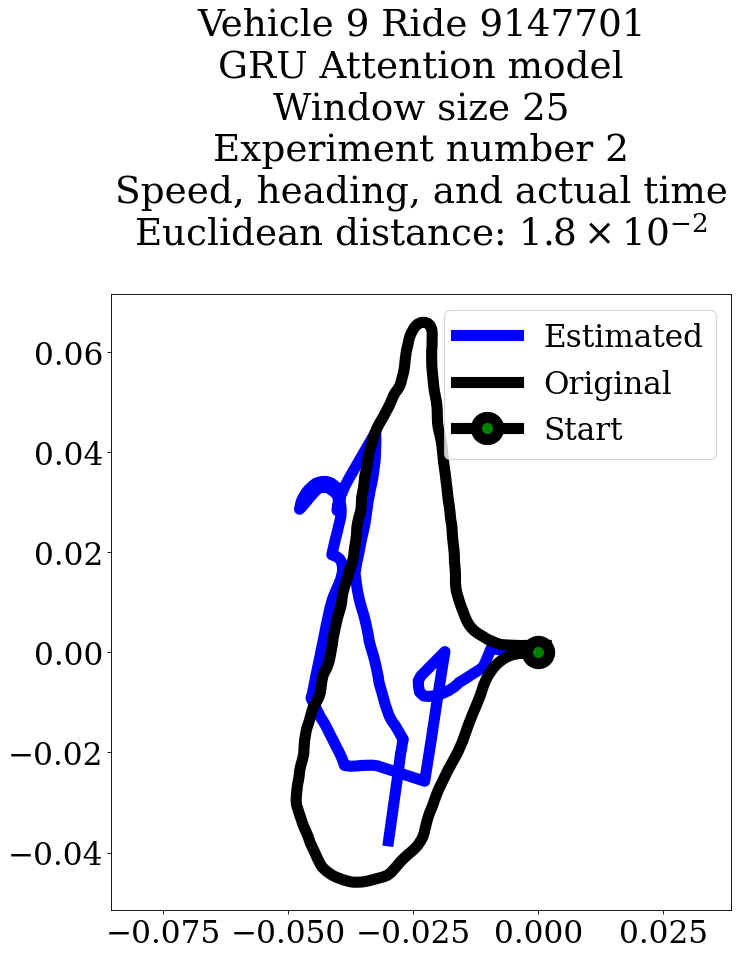 Vehicle 9 Ride 9147701
GRU Attention model
Window size 25
Experiment number 2
Speed, heading, and actual time
Euclidean distance: 1.8 × 10⁻²
Estimated
Original
Start
0.06
0.04
0.02
0.00
−0.02
−0.04
−0.075 −0.050 −0.025 0.000 0.025